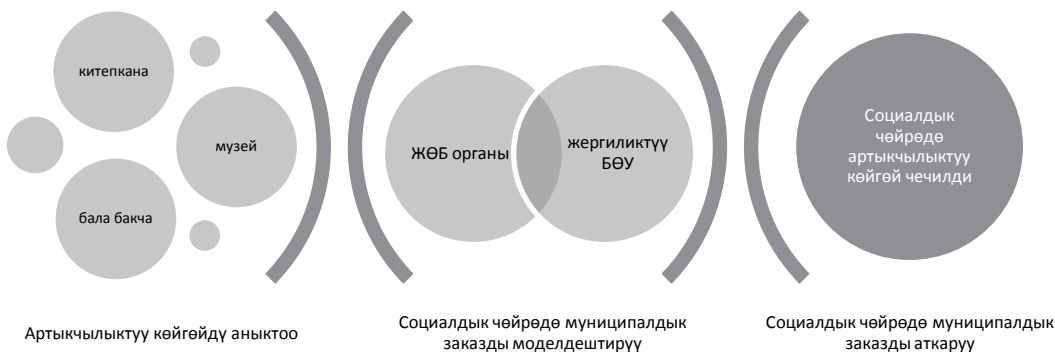 китепкана
музей
бала бакча
Артыкчылыктуу көйгөйдү аныктоо
ЖӨБ органы
жергиликтүү
БӨУ
Социалдык чөйрөдө муниципалдык
заказды моделдештирүү
Социалдык
чөйрөдө
артыкчылыктуу
көйгөй чечилди
Социалдык чөйрөдө муниципалдык
заказды аткаруу